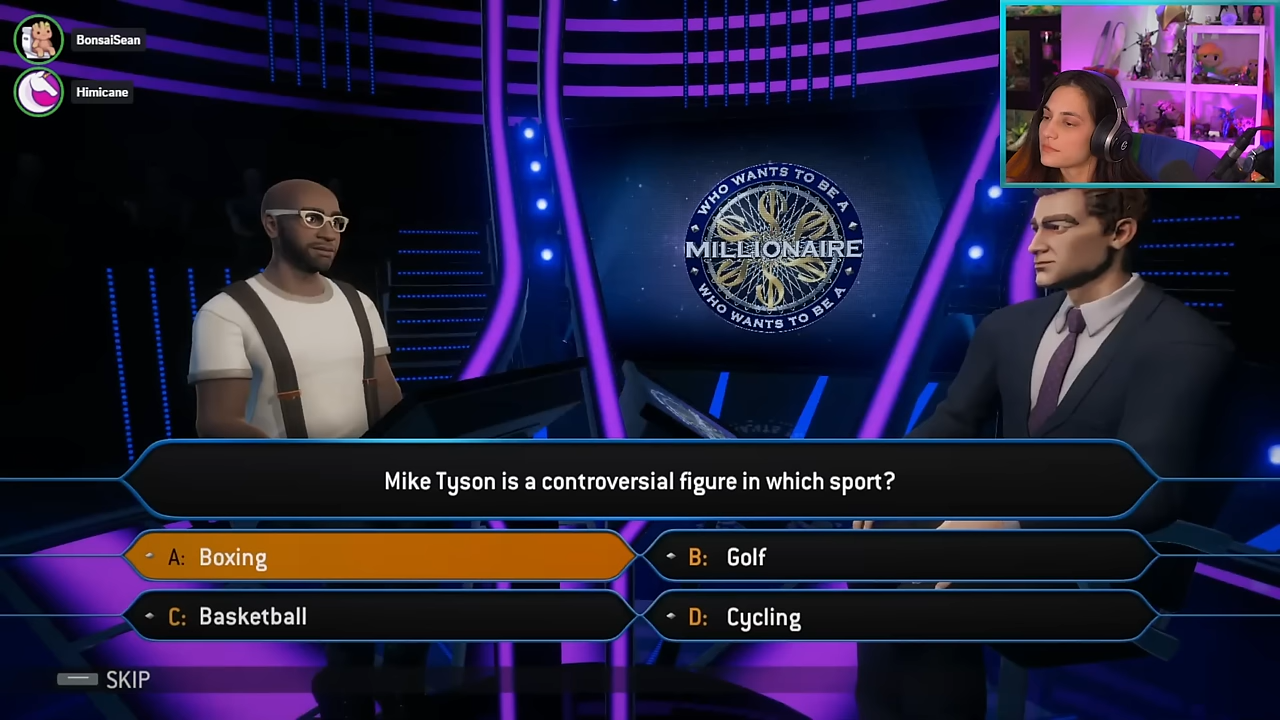 BonsaiSean
Himicane
WHO WANTS TO BE A
MILLIONAIRE
WHO WANTS TO BE A
Mike Tyson is a controversial figure in which sport?
A: Boxing
B: Golf
C: Basketball
D: Cycling
SKIP